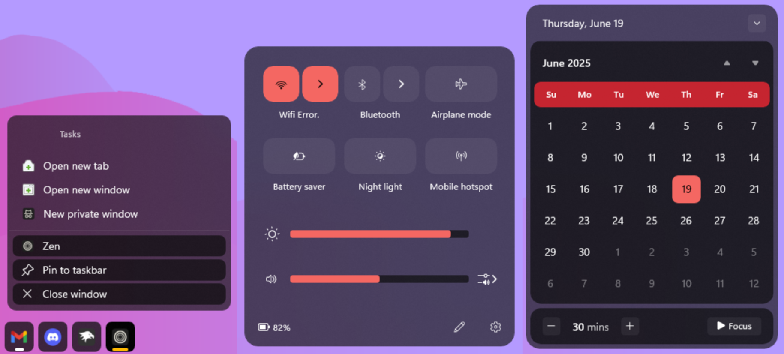 Tasks
Open new tab
Open new window
New private window
Zen
Pin to taskbar
Close window
Wifi Error.
Bluetooth
Airplane mode
Battery saver
Night light
Mobile hotspot
82%
Thursday, June 19
June 2025
Su Mo Tu We Th Fr Sa
1 2 3 4 5 6 7
8 9 10 11 12 13 14
15 16 17 18 19 20 21
22 23 24 25 26 27 28
29 30 1 2 3 4 5
6 7 8 9 10 11 12
30 mins
Focus